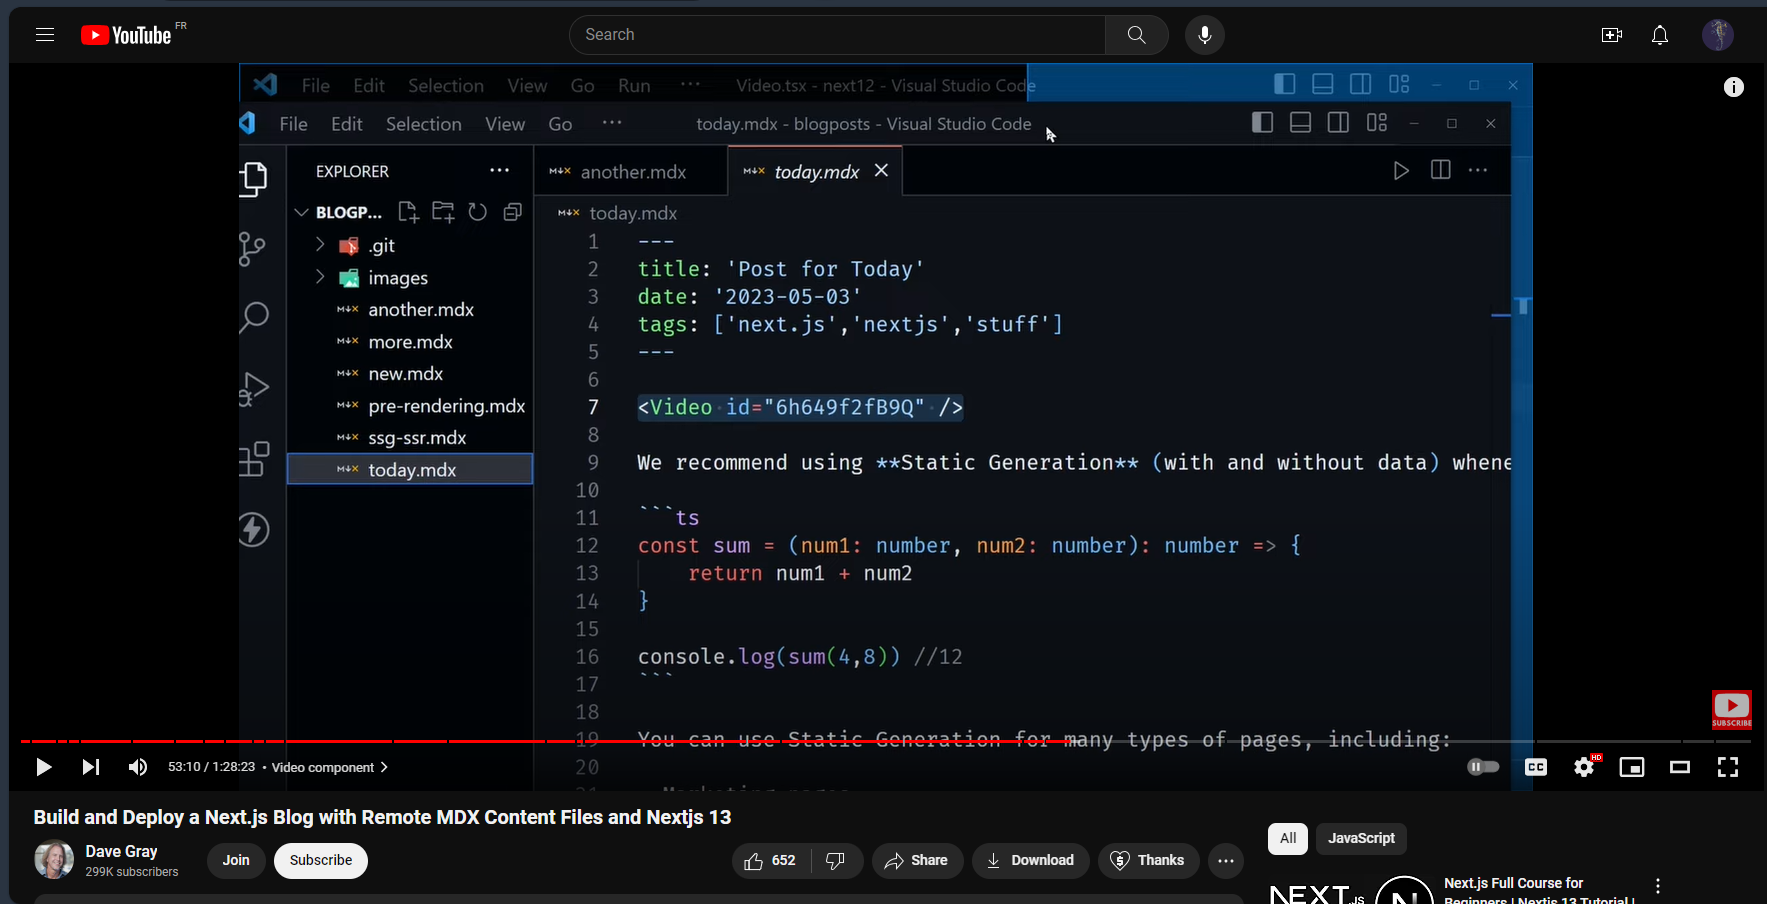 YouTube FR
Search
File Edit Selection View Go Run ··· Video.tsx - next12 - Visual Studio Code
File Edit Selection View Go ··· today.mdx - blogposts - Visual Studio Code
EXPLORER ···
BLOGP...
.git
images
another.mdx
more.mdx
new.mdx
pre-rendering.mdx
ssg-ssr.mdx
today.mdx
another.mdx today.mdx
today.mdx
1 ---
2 title: 'Post for Today'
3 date: '2023-05-03'
4 tags: ['next.js','nextjs','stuff']
5 ---
6
7 <Video id="6h649f2fB9Q" />
8
9 We recommend using **Static Generation** (with and without data) whene
10
11 ```ts
12 const sum = (num1: number, num2: number): number => {
13 return num1 + num2
14 }
15
16 console.log(sum(4,8)) //12
17 ```
18
19 You can use Static Generation for many types of pages, including:
20
SUBSCRIBE
53:10 / 1:28:23 • Video component
CC HD
Build and Deploy a Next.js Blog with Remote MDX Content Files and Nextjs 13
Dave Gray
299K subscribers
Join Subscribe 652 Share Download Thanks ···
All JavaScript
NEXT.JS N
Next.js Full Course for
Beginners | Nextjs 13 Tutorial |